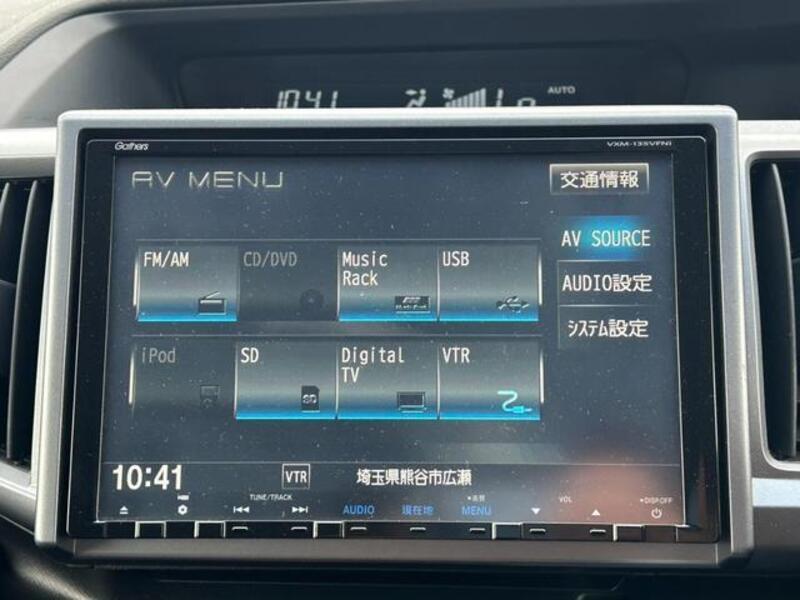 10:41
AUTO
Gathers
VXM-135VFNi
AV MENU
交通情報
AV SOURCE
FM/AM
CD/DVD
Music Rack
USB
AUDIO設定
システム設定
iPod
SD
Digital TV
VTR
10:41
VTR
埼玉県熊谷市広瀬
TUNE/TRACK
AUDIO
現在地
MENU
VOL
DISP.OFF